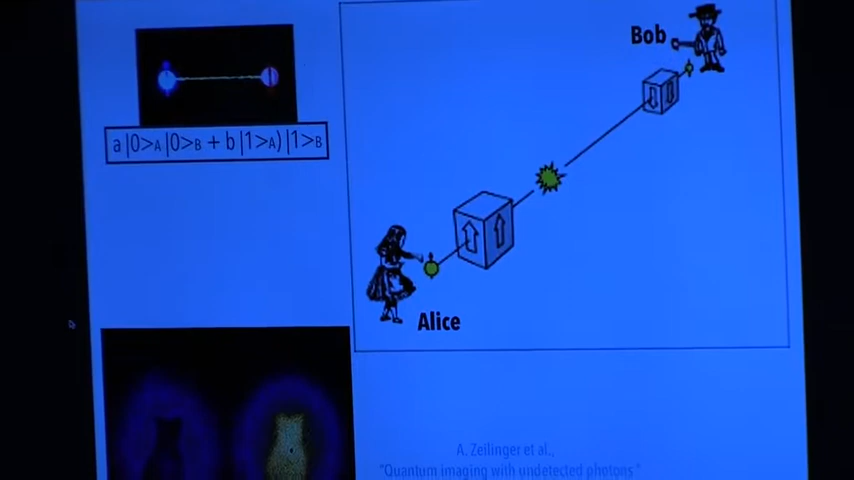 Bob
a|0>A|0>B + b|1>A)|1>B
Alice
A. Zeilinger et al.,
"Quantum imaging with undetected photons"